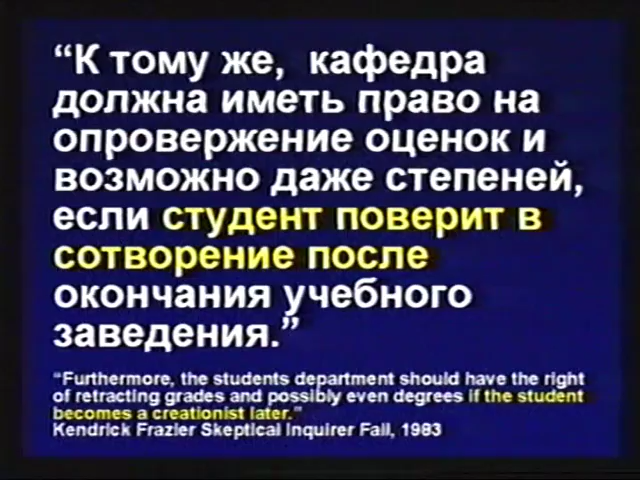 “К тому же, кафедра
должна иметь право на
опровержение оценок и
возможно даже степеней,
если студент поверит в
сотворение после
окончания учебного
заведения.”
“Furthermore, the students department should have the right
of retracting grades and possibly even degrees if the student
becomes a creationist later.”
Kendrick Frazier Skeptical Inquirer Fall, 1983